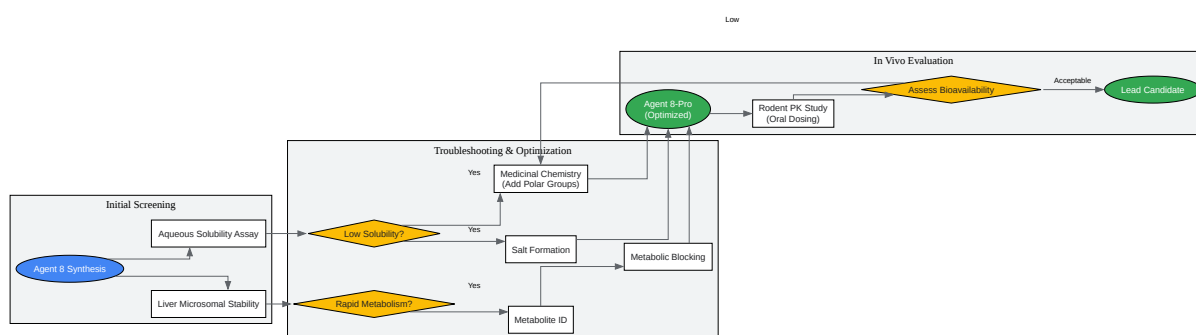 Low
In Vivo Evaluation
Assess Bioavailability
Acceptable
Lead Candidate
Agent 8-Pro
(Optimized)
Rodent PK Study
(Oral Dosing)
Troubleshooting & Optimization
Yes
Medicinal Chemistry
(Add Polar Groups)
Initial Screening
Aqueous Solubility Assay
Low Solubility?
Yes
Salt Formation
Metabolic Blocking
Agent 8 Synthesis
Liver Microsomal Stability
Rapid Metabolism?
Yes
Metabolite ID